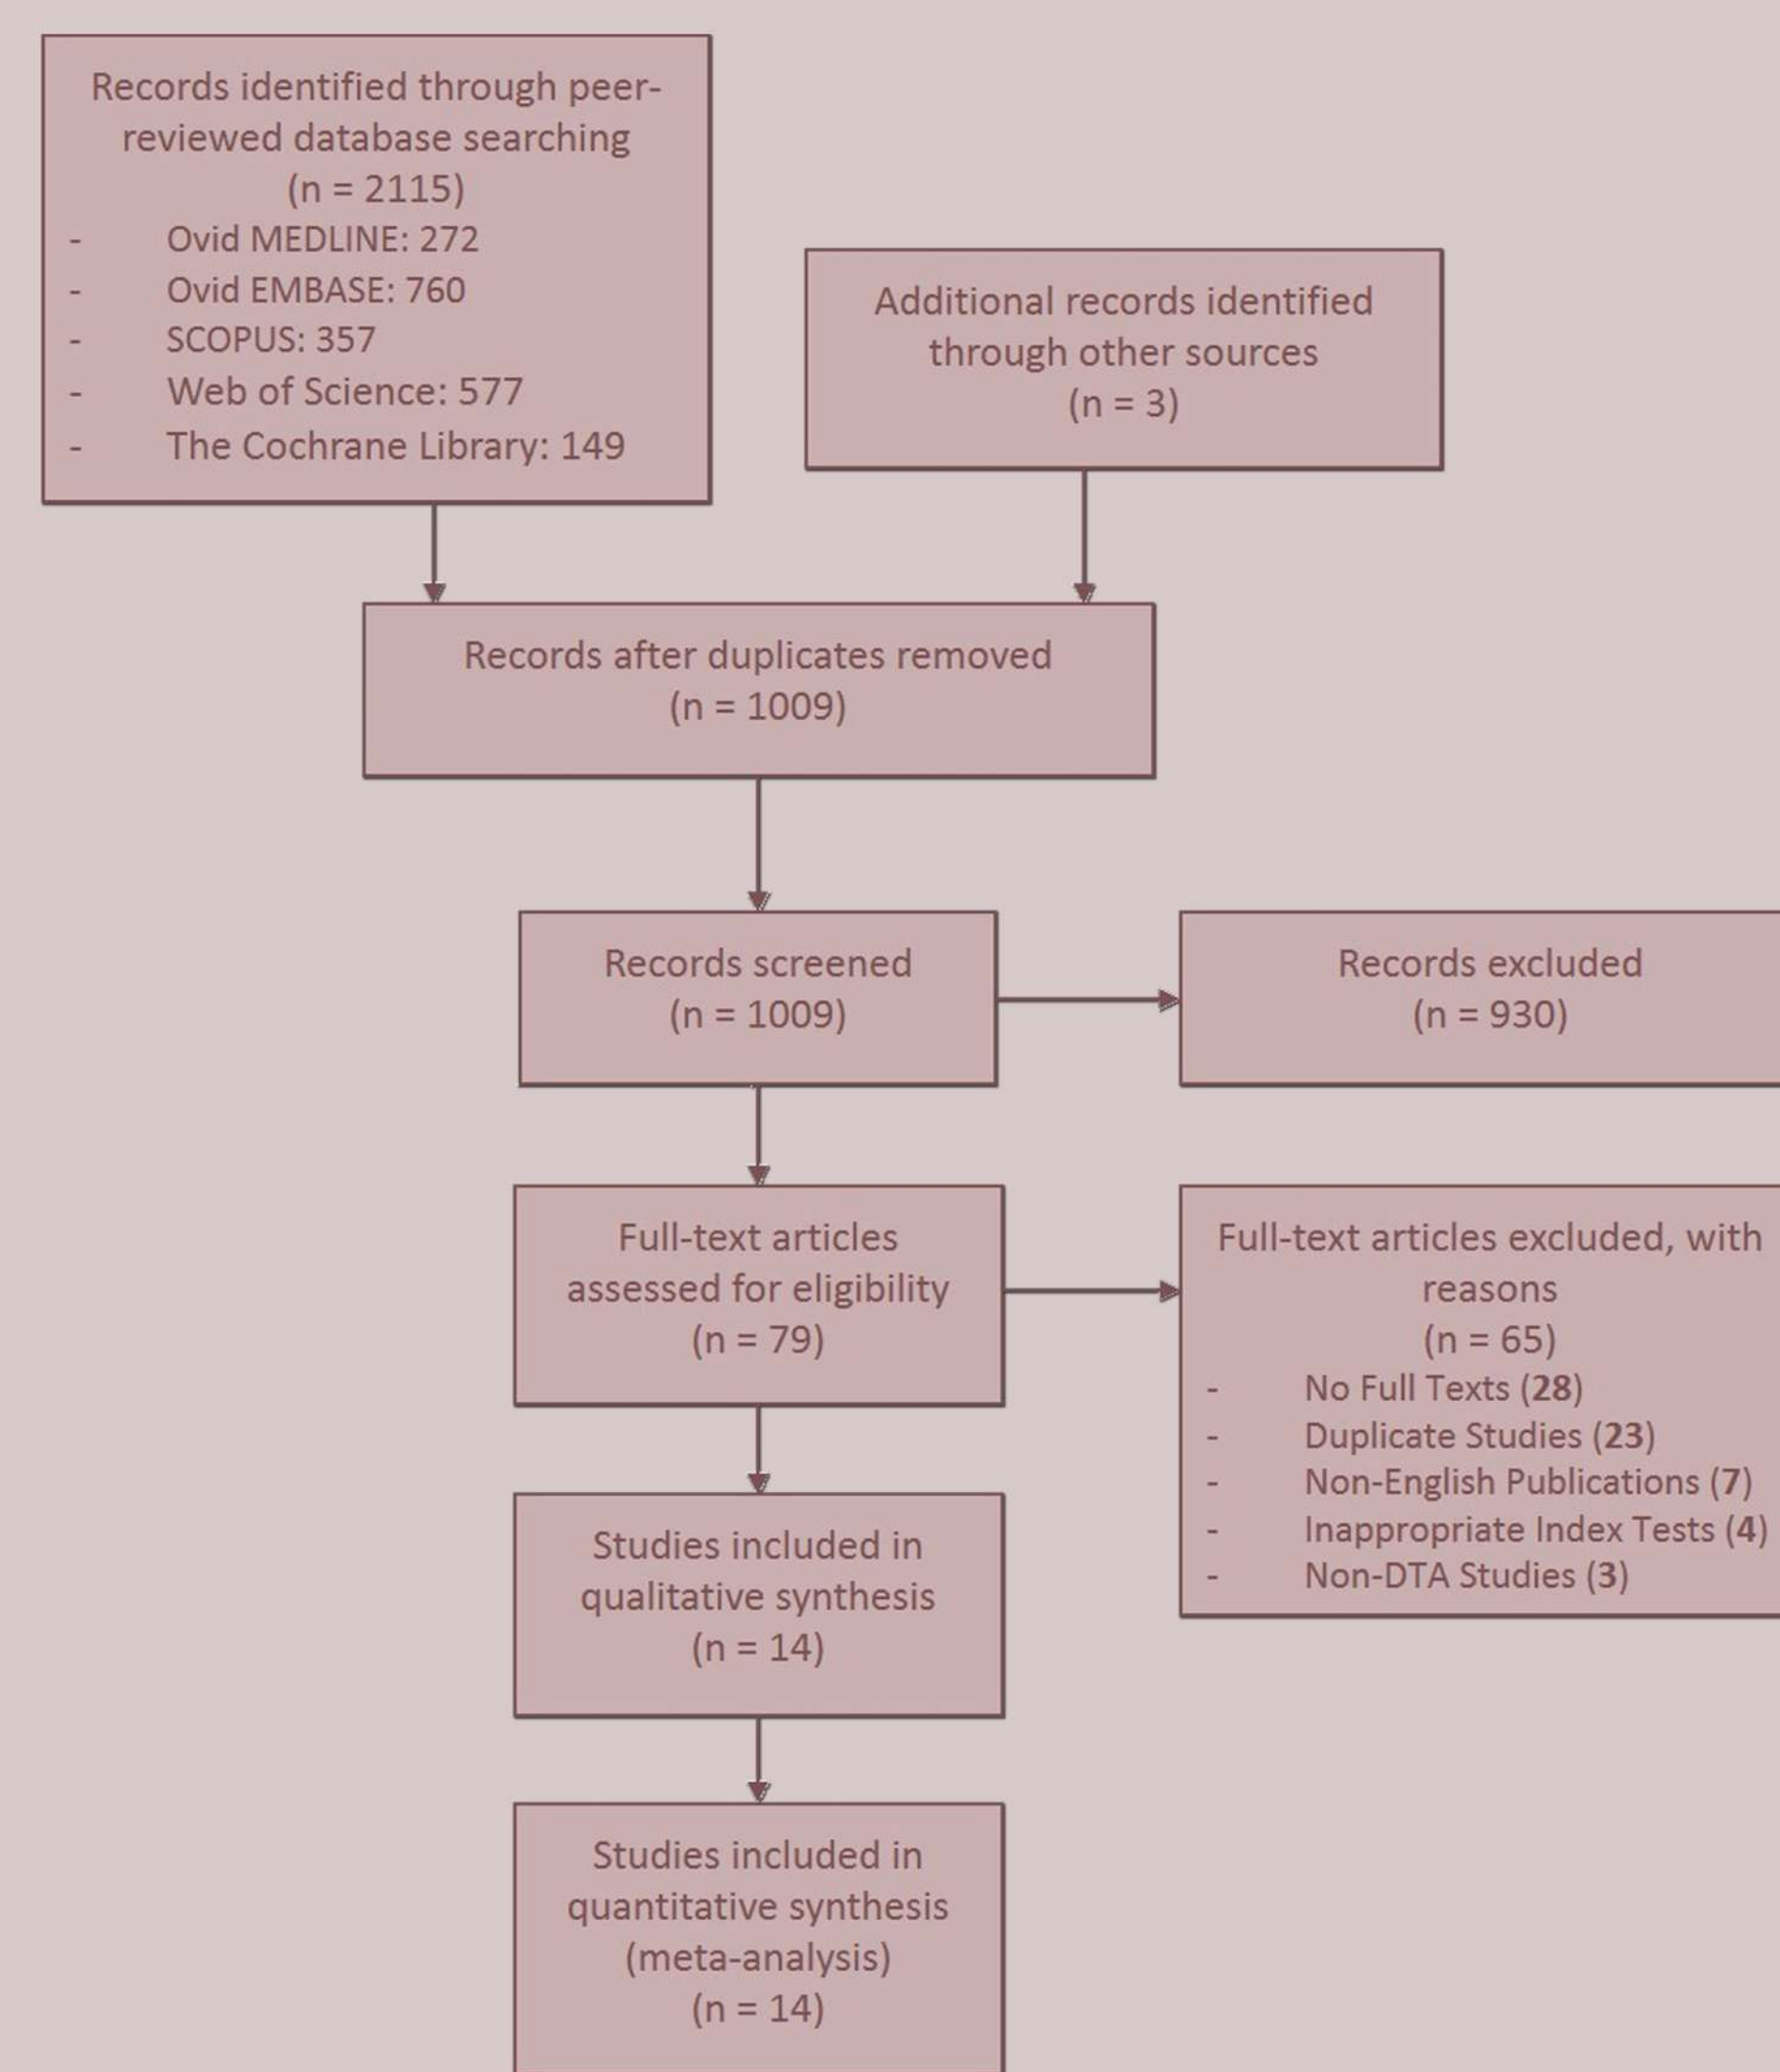 Records identified through peer-
reviewed database searching
(n = 2115)
- Ovid MEDLINE: 272
- Ovid EMBASE: 760
- SCOPUS: 357
- Web of Science: 577
- The Cochrane Library: 149
Additional records identified
through other sources
(n = 3)
Records after duplicates removed
(n = 1009)
Records screened
(n = 1009)
Records excluded
(n = 930)
Full-text articles
assessed for eligibility
(n = 79)
Full-text articles excluded, with
reasons
(n = 65)
- No Full Texts (28)
- Duplicate Studies (23)
- Non-English Publications (7)
- Inappropriate Index Tests (4)
- Non-DTA Studies (3)
Studies included in
qualitative synthesis
(n = 14)
Studies included in
quantitative synthesis
(meta-analysis)
(n = 14)